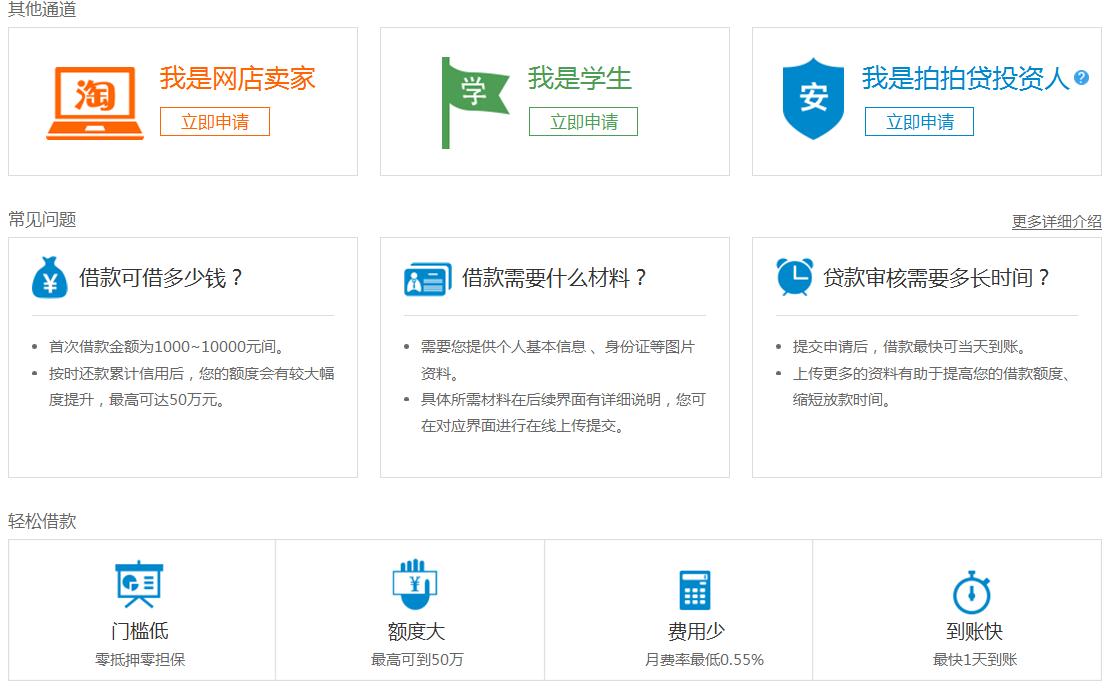 其他通道
淘
我是网店卖家
立即申请
学
我是学生
立即申请
安
我是拍拍贷投资人?
立即申请
常见问题
更多详细介绍
¥
借款可借多少钱？
• 首次借款金额为1000~10000元间。
• 按时还款累计信用后，您的额度会有较大幅
度提升，最高可达50万元。
借款需要什么材料？
• 需要您提供个人基本信息 、身份证等图片
资料。
• 具体所需材料在后续界面有详细说明，您可
在对应界面进行在线上传提交。
贷款审核需要多长时间？
• 提交申请后，借款最快可当天到账。
• 上传更多的资料有助于提高您的借款额度、
缩短放款时间。
轻松借款
门槛低
零抵押零担保
¥
额度大
最高可到50万
费用少
月费率最低0.55%
到账快
最快1天到账